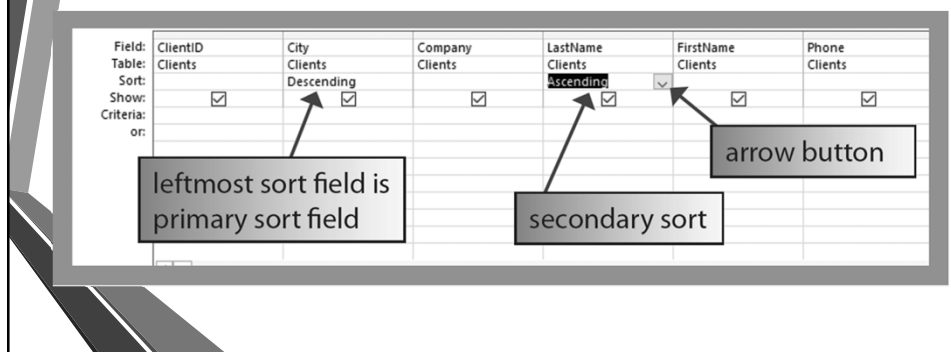 Field: ClientID City Company LastName FirstName Phone
Table: Clients Clients Clients Clients Clients Clients
Sort: Descending Ascending
Show:
Criteria:
or:
arrow button
leftmost sort field is
primary sort field
secondary sort